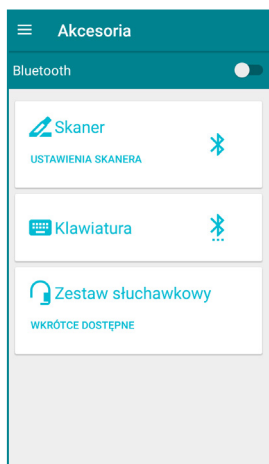 Akcesoria
Bluetooth
Skaner
USTAWIENIA SKANERA
Klawiatura
Zestaw słuchawkowy
WKRÓTCE DOSTĘPNE